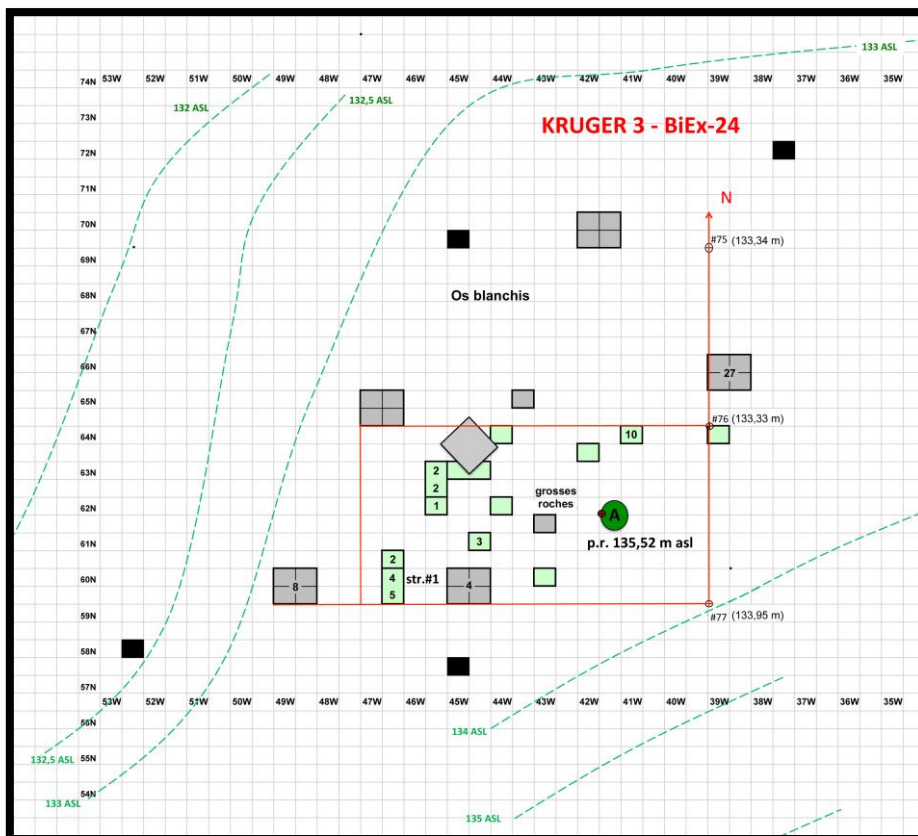 133 ASL
74N
53W 52W 51W 50W 49W 47W 46W 45W 44W 43W 42W 40W 39W 38W 37W 36W 35W
132 ASL
132,5 ASL
73N
KRUGER 3 - BiEx-24
72N
71N
N
70N
#75 (133,34 m)
69N
68N
Os blanchis
67N
66N
27
65N
#76 (133,33 m)
64N
10
63N
2
2
grosses
roches
62N
1
A
61N
3
p.r. 135,52 m asl
2
60N
8
4
str.#1
4
59N
5
#77 (133,95 m)
58N
57N
53W 52W 51W 50W 49W 47W 46W 45W 44W 43W 42W 40W 39W 38W 37W 36W 35W
56N
134 ASL
55N
132,5 ASL
54N
133 ASL
135 ASL